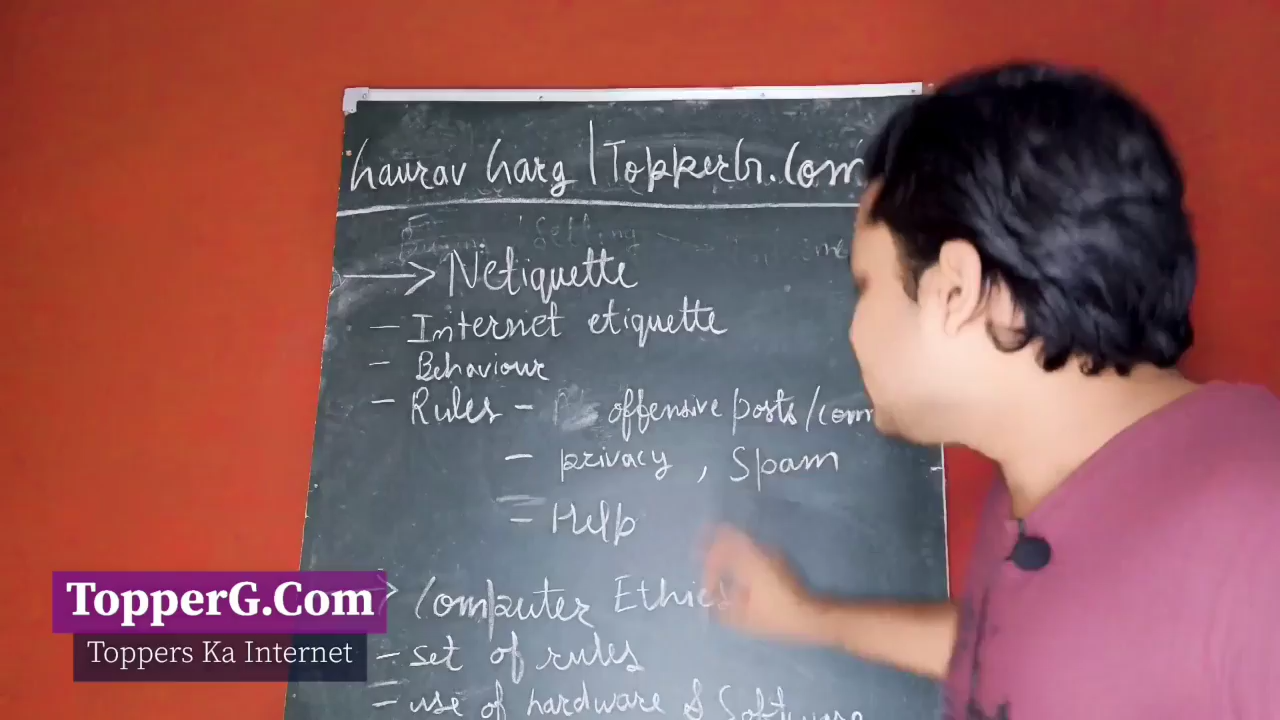 Gaurav Garg | TopperG.Com
→ Netiquette
- Internet etiquette
- Behaviour
- Rules - offensive posts/com
- privacy, Spam
= Help
> Computer Ethics
- set of rules
= use of hardware & Software
TopperG.Com
Toppers Ka Internet